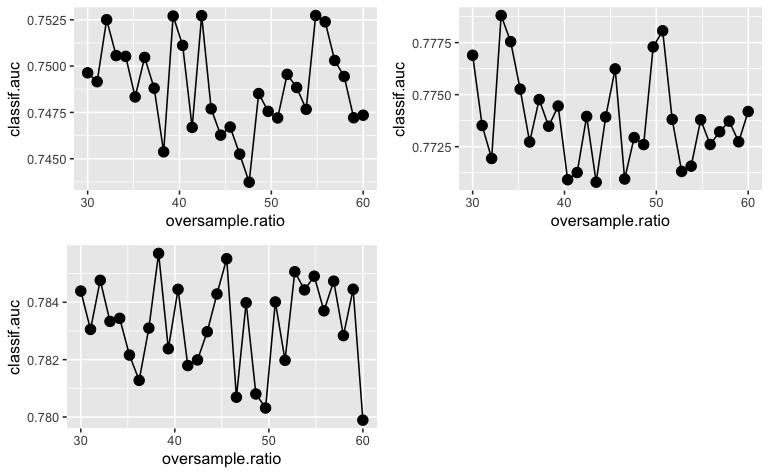 0.7525
0.7500
0.7475
0.7450
classif.auc
30 40 50 60
oversample.ratio
0.7775
0.7750
0.7725
classif.auc
30 40 50 60
oversample.ratio
0.784
0.782
0.780
classif.auc
30 40 50 60
oversample.ratio